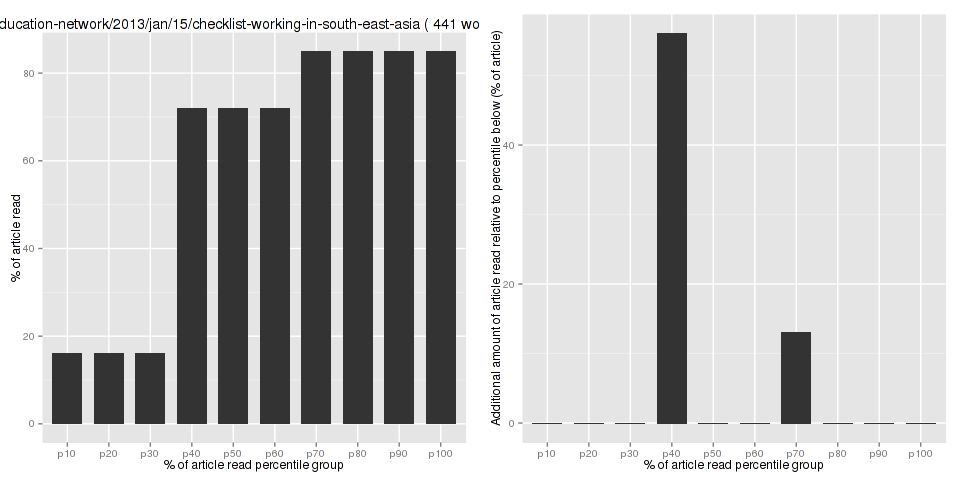 ducation-network/2013/jan/15/checklist-working-in-south-east-asia ( 441 wo
% of article read
80
60
40
20
0
p10 p20 p30 p40 p50 p60 p70 p80 p90 p100
% of article read percentile group
Additional amount of article read relative to percentile below (% of article)
40
20
0
p10 p20 p30 p40 p50 p60 p70 p80 p90 p100
% of article read percentile group